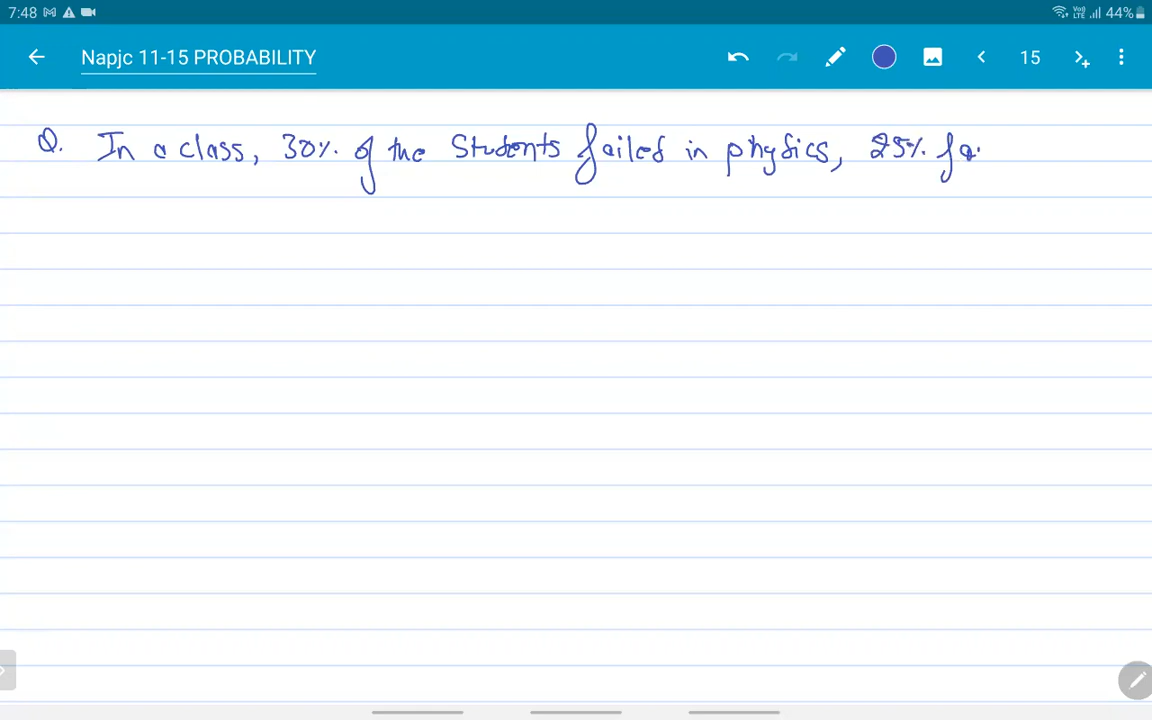 7:48 44%
Napjc 11-15 PROBABILITY 15
Q. In a class, 30% of the Students failed in physics, 25% fa